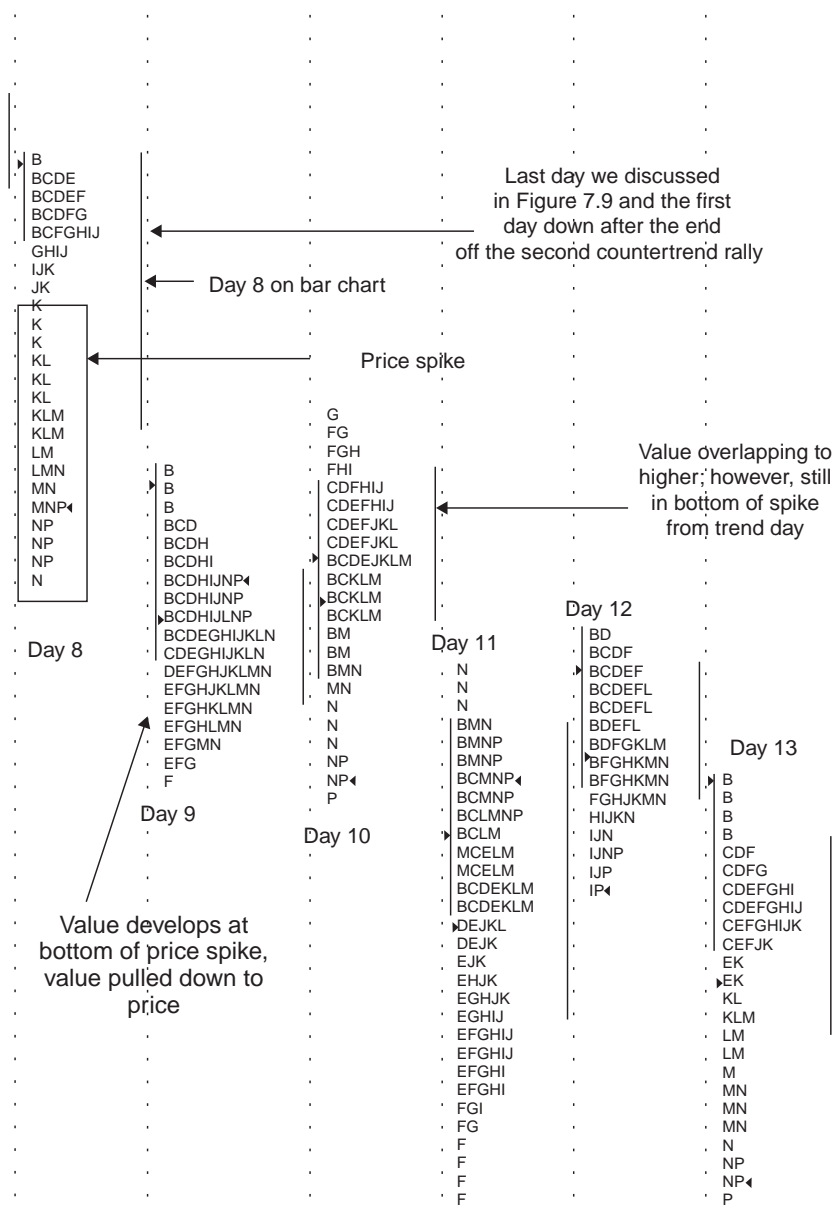 B
BCDE
BCDEF
BCDFG
BCFGHIJ
GHIJ
IJK
JK
K
K
K
KL
KL
KL
KLM
KLM
LM
LMN
MN
MNP
NP
NP
NP
N
Day 8
Last day we discussed
in Figure 7.9 and the first
day down after the end
off the second countertrend rally
Day 8 on bar chart
Price spike
B
B
B
BCD
BCDH
BCDHI
BCDHIJNP
BCDHIJNP
BCDHIJLNP
BCDEGHIJKLN
CDEGHIJKLN
DEFGHJKLMN
EFGHJKLMN
EFGHKLMN
EFGHLMN
EFGMN
EFG
F
Day 9
Value develops at
bottom of price spike,
value pulled down to
price
G
FG
FGH
FHI
CDFHIJ
CDEFHIJ
CDEFJKL
CDEFJKL
BCDEJKLM
BCKLM
BCKLM
BCKLM
BM
BM
BMN
MN
N
N
N
NP
NP
P
Day 10
Value overlapping to
higher; however, still
in bottom of spike
from trend day
Day 11
N
N
N
BMN
BMNP
BMNP
BCMNP
BCMNP
BCLMNP
BCLM
MCELM
MCELM
BCDEKLM
BCDEKLM
DEJKL
DEJK
EJK
EHJK
EGHJK
EGHIJ
EFGHIJ
EFGHIJ
EFGHI
EFGHI
FGI
FG
F
F
F
F
Day 12
BD
BCDF
BCDEF
BCDEFL
BCDEFL
BDEFL
BDFGKLM
BFGHKMN
BFGHKMN
FGHJKMN
HIJKN
IJN
IJNP
IJP
IP
Day 13
B
B
B
B
CDF
CDFG
CDEFGHI
CDEFGHIJ
CEFGHIJK
CEFJK
EK
EK
KL
KLM
LM
LM
M
MN
MN
MN
N
NP
NP
P